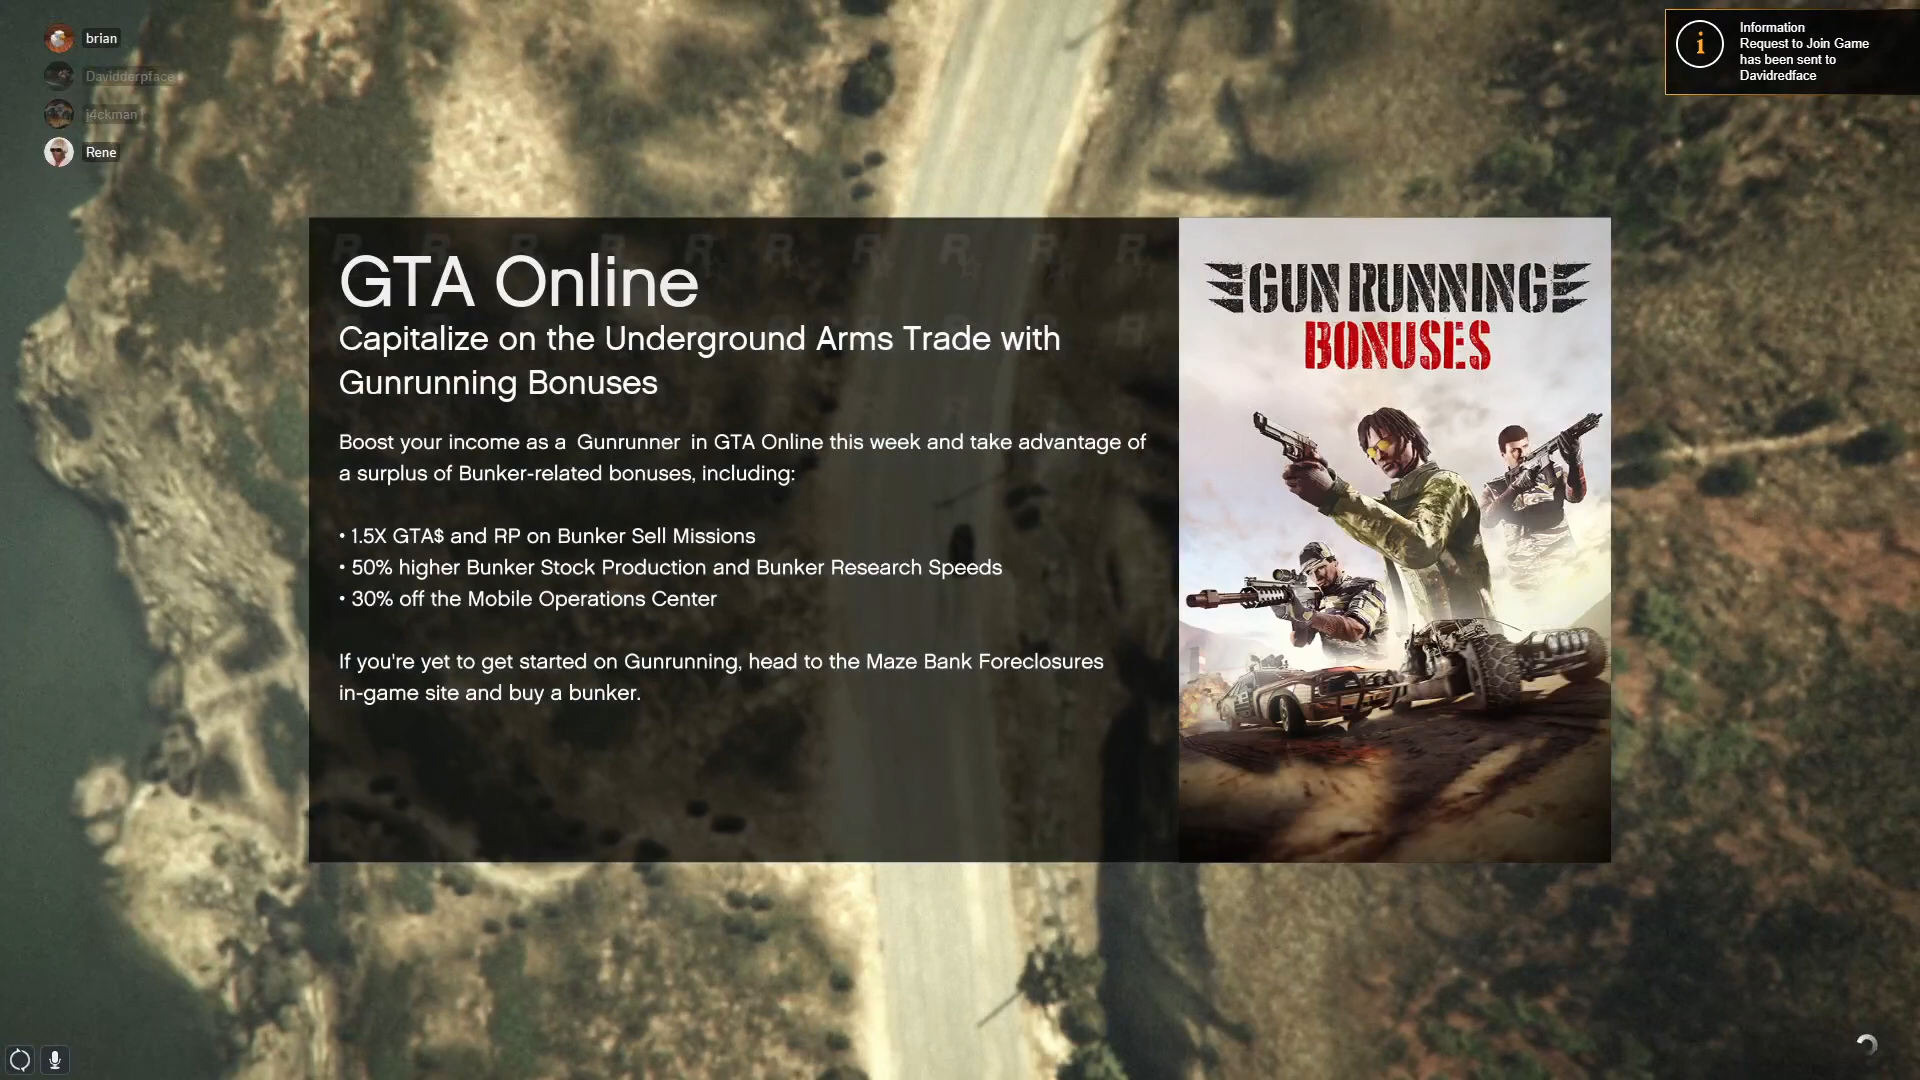 brian
Davidderpface
j4ckman
Rene
i
Information
Request to Join Game
has been sent to
Davidredface
GTA Online
Capitalize on the Underground Arms Trade with
Gunrunning Bonuses
Boost your income as a Gunrunner in GTA Online this week and take advantage of
a surplus of Bunker-related bonuses, including:
• 1.5X GTA$ and RP on Bunker Sell Missions
• 50% higher Bunker Stock Production and Bunker Research Speeds
• 30% off the Mobile Operations Center
If you're yet to get started on Gunrunning, head to the Maze Bank Foreclosures
in-game site and buy a bunker.
GUN RUNNING
BONUSES